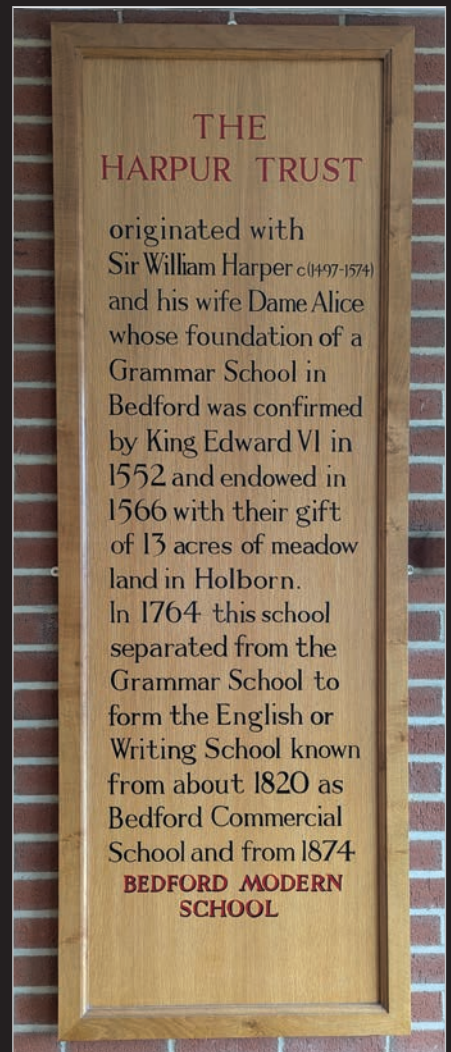 THE
HARPUR TRUST
originated with
Sir William Harper c(1497-1574)
and his wife Dame Alice
whose foundation of a
Grammar School in
Bedford was confirmed
by King Edward VI in
1552 and endowed in
1566 with their gift
of 13 acres of meadow
land in Holborn.
In 1764 this school
separated from the
Grammar School to
form the English or
Writing School known
from about 1820 as
Bedford Commercial
School and from 1874
BEDFORD MODERN
SCHOOL